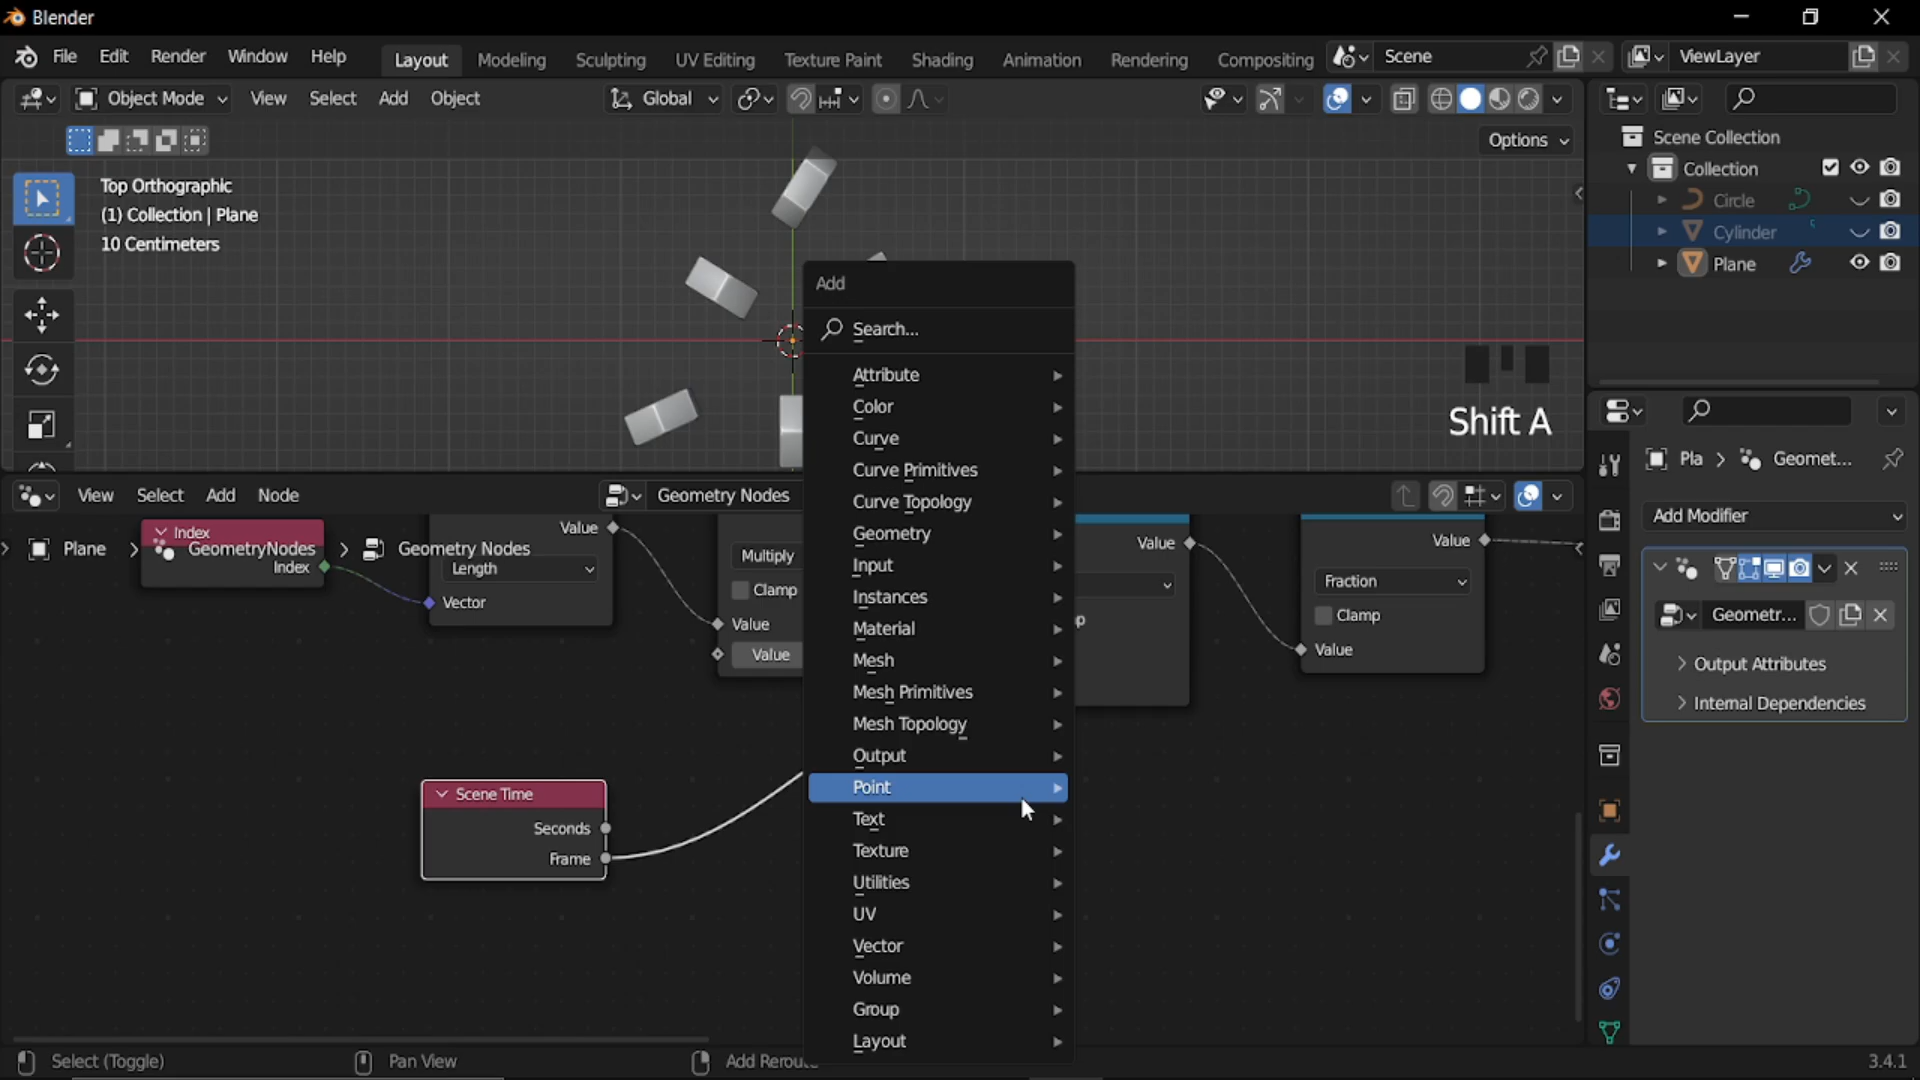 Blender
File Edit Render Window Help Layout Modeling Sculpting UV Editing Texture Paint Shading Animation Rendering Compositing Scene ViewLayer
Object Mode View Select Add Object Global
Options
Top Orthographic
(1) Collection | Plane
10 Centimeters
Scene Collection
Collection
Circle
Cylinder
Plane
Shift A
Add
Search...
Attribute
Color
Curve
Curve Primitives
Curve Topology
Geometry
Input
Instances
Material
Mesh
Mesh Primitives
Mesh Topology
Output
Point
Text
Texture
Utilities
UV
Vector
Volume
Group
Layout
View Select Add Node Geometry Nodes
Plane GeometryNodes Geometry Nodes
Index
Index
Value
Length
Vector
Multiply
Clamp
Value
Value
Value
Value
Fraction
Clamp
Value
Scene Time
Seconds
Frame
Pla Geomet...
Add Modifier
Geometr...
Output Attributes
Internal Dependencies
Select (Toggle) Pan View Add Rerou
3.4.1